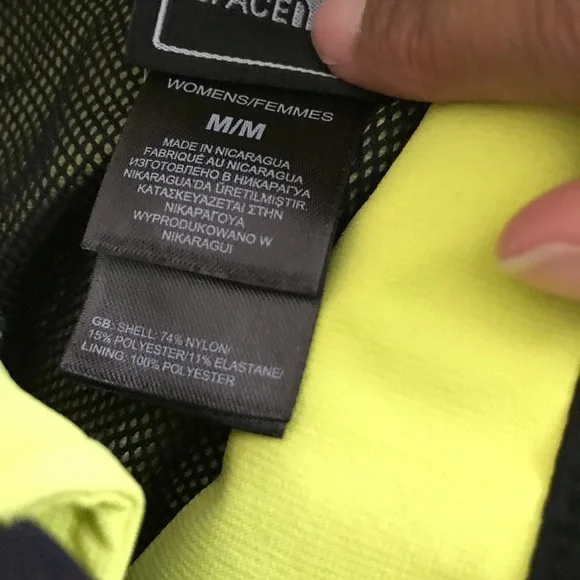 WOMENS/FEMMES
M/M
MADE IN NICARAGUA
FABRIQUÉ AU NICARAGUA
ИЗГОТОВЛЕНО В НИКАРАГУА
NIKARAGUA'DA ÜRETILMIŞTIR.
ΚΑΤΑΣΚΕΥΑΖΕΤΑΙ ΣΤΗΝ
ΝΙΚΑΡΑΓΟΥΑ
WYPRODUKOWANO W
NIKARAGUI
GB: SHELL: 74% NYLON/
15% POLYESTER/11% ELASTANE/
LINING: 100% POLYESTER